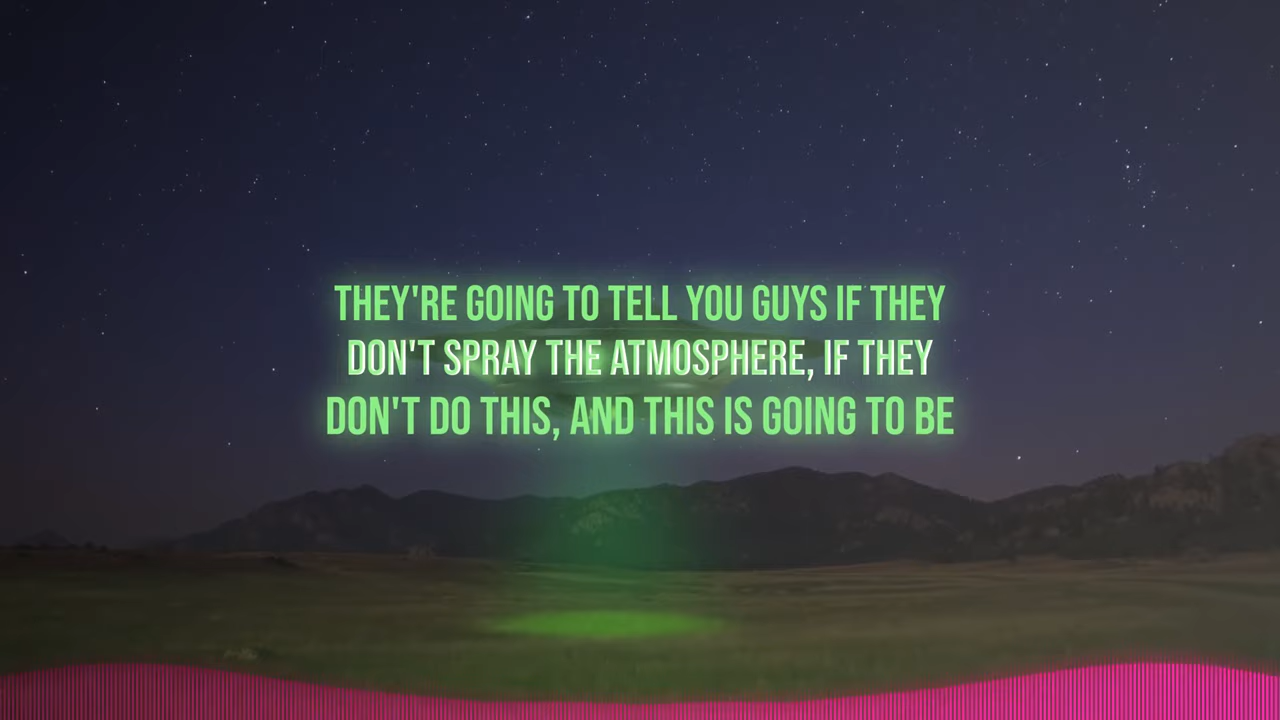 THEY'RE GOING TO TELL YOU GUYS IF THEY
DON'T SPRAY THE ATMOSPHERE, IF THEY
DON'T DO THIS, AND THIS IS GOING TO BE